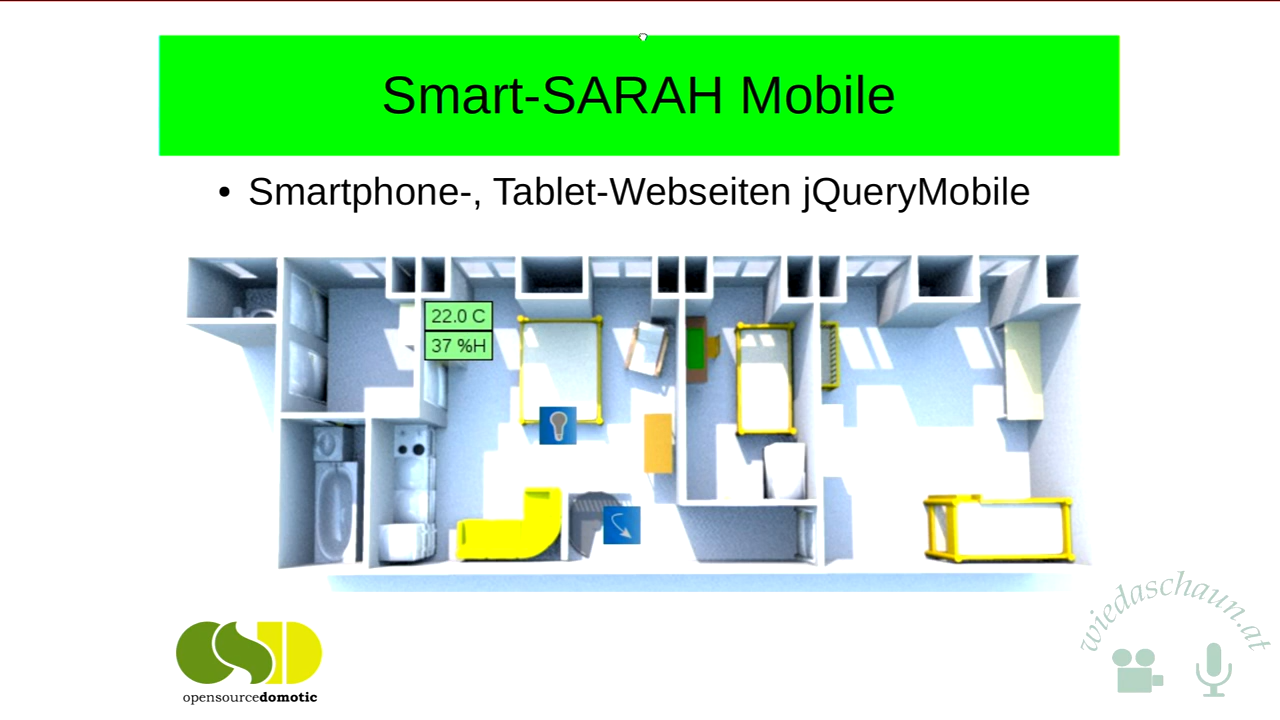 Smart-SARAH Mobile
• Smartphone-, Tablet-Webseiten jQueryMobile
22.0 C
37 %H
wiedaschaun.at
opensourcedomotic